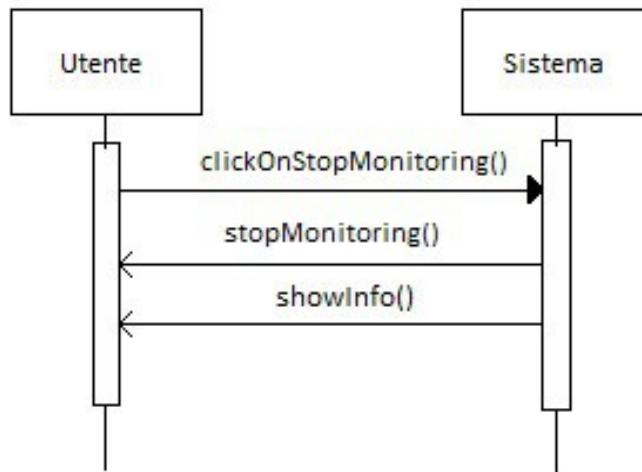 Utente
Sistema
clickOnStopMonitoring()
stopMonitoring()
showInfo()